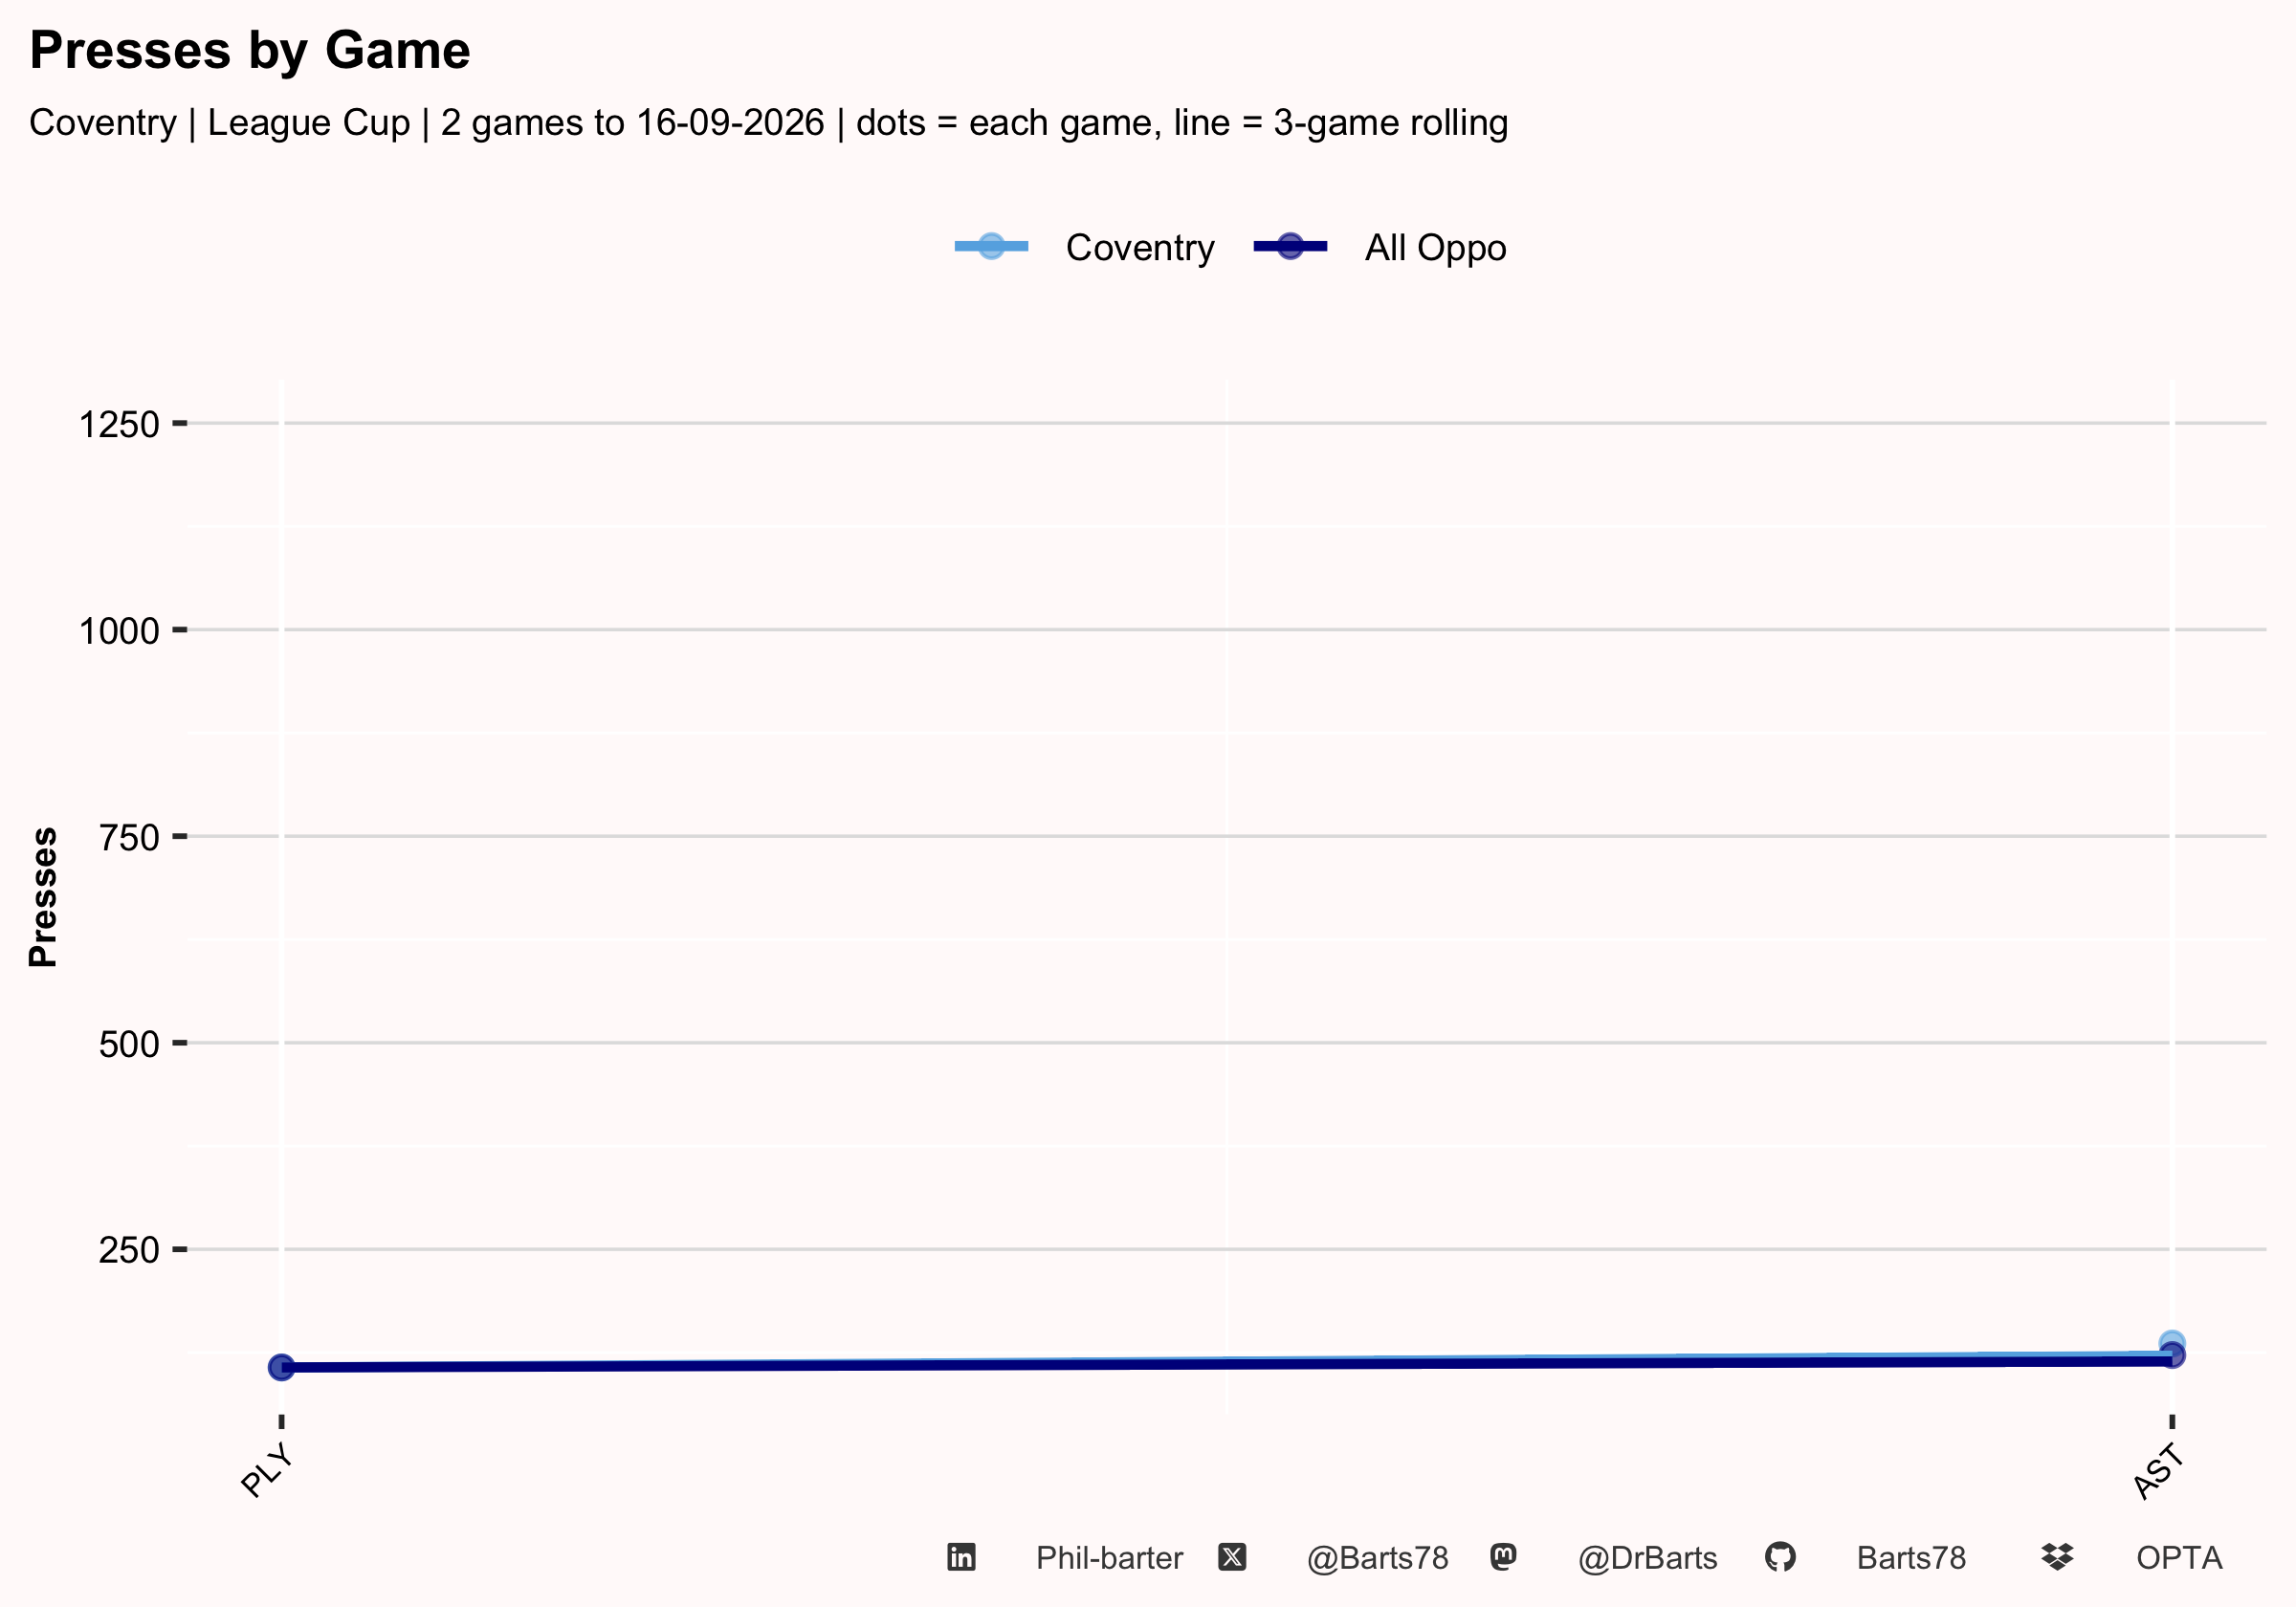 Presses by Game
Coventry | League Cup | 2 games to 16-09-2026 | dots = each game, line = 3-game rolling
Coventry All Oppo
1250
1000
750
500
250
Presses
PLY AST
Phil-barter @Barts78 @DrBarts Barts78 OPTA